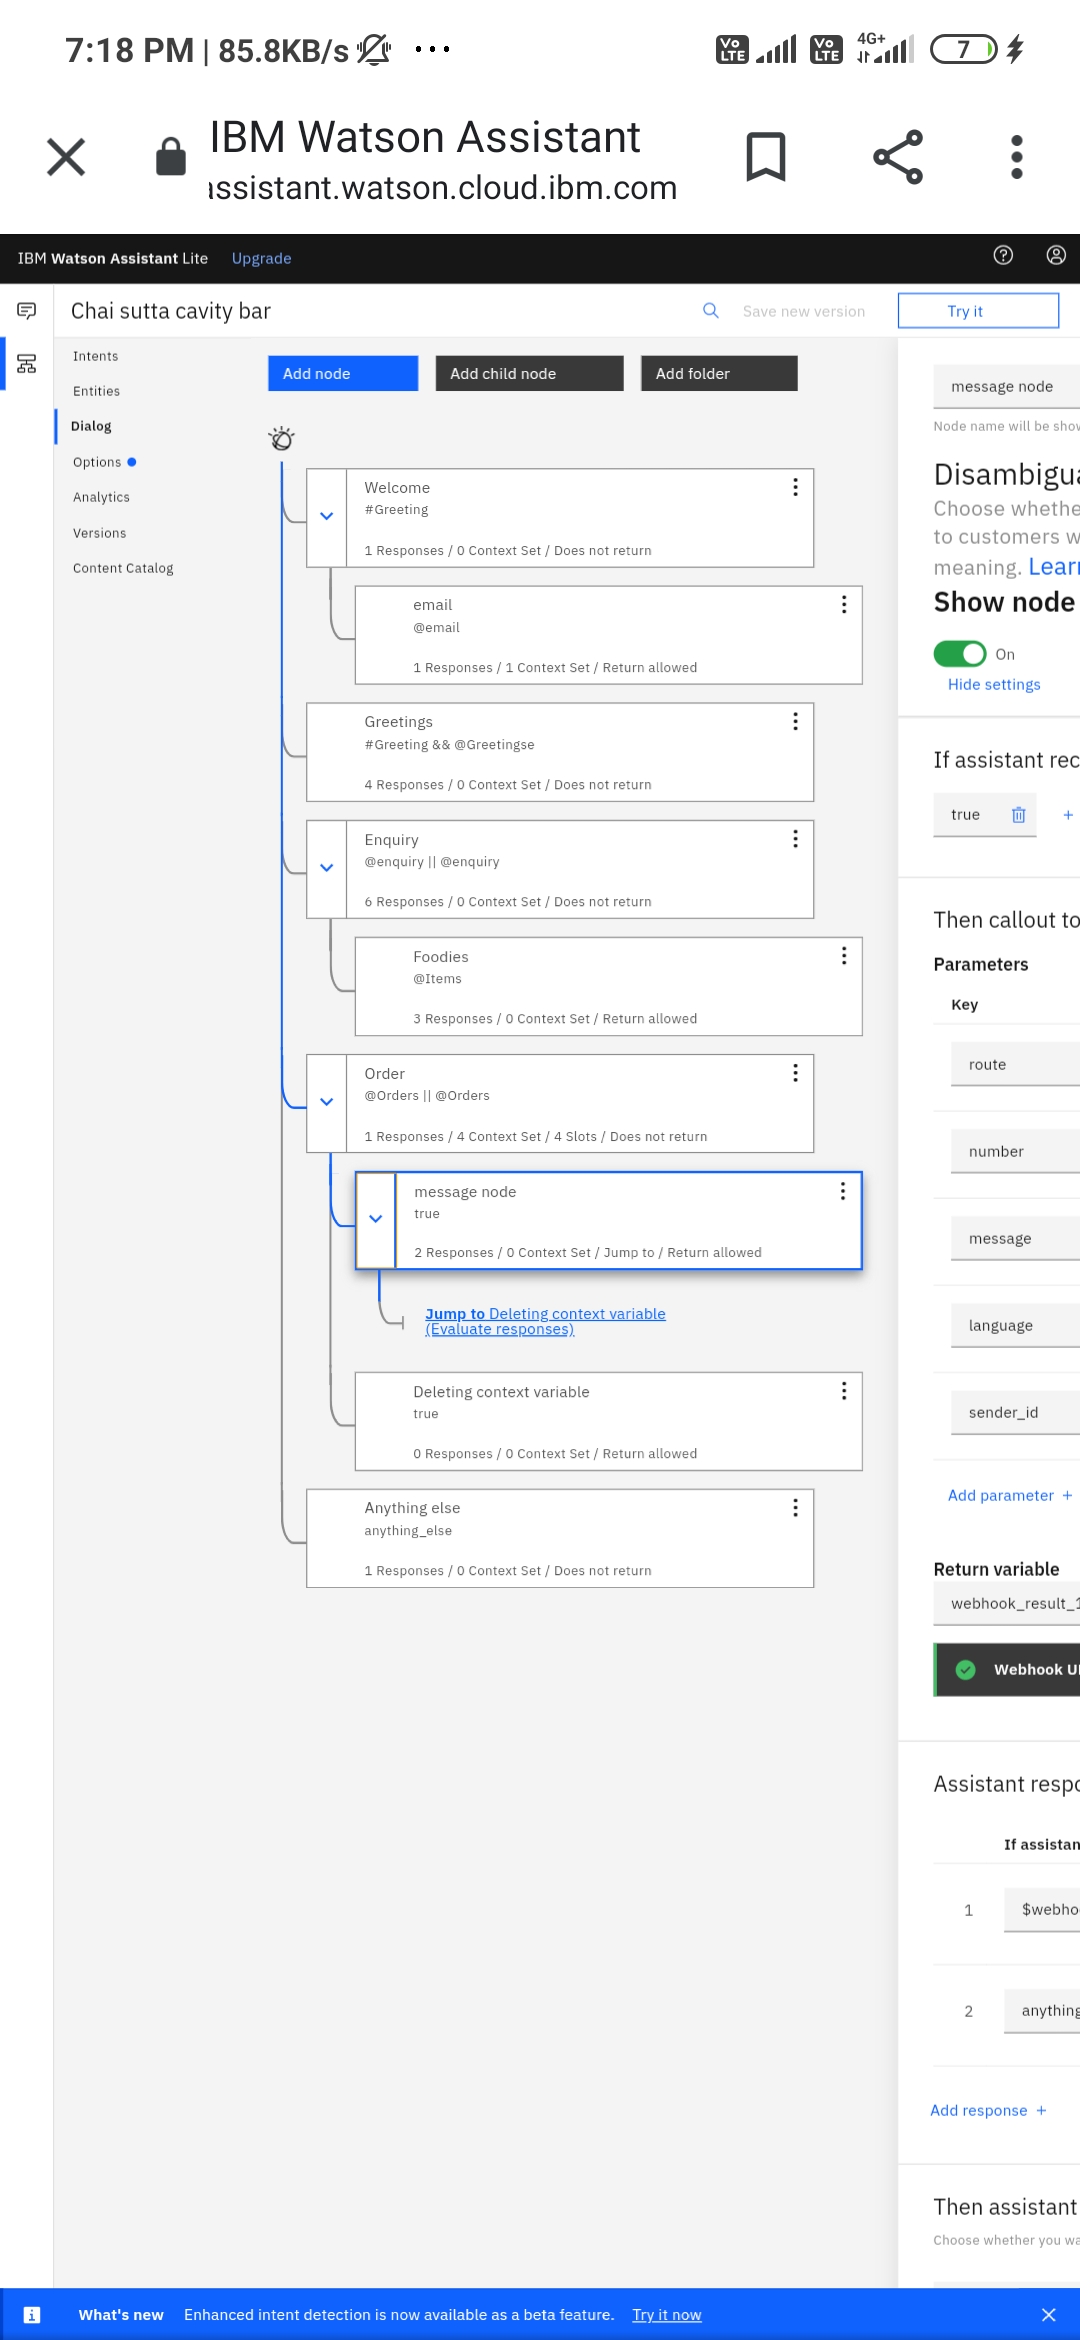 7:18 PM | 85.8KB/s ...
Vo LTE Vo LTE 4G+ 7
IBM Watson Assistant
assistant.watson.cloud.ibm.com
IBM Watson Assistant Lite Upgrade
Chai sutta cavity bar
Save new version
Try it
Intents
Entities
Dialog
Options
Analytics
Versions
Content Catalog
Add node
Add child node
Add folder
Welcome
#Greeting
1 Responses / 0 Context Set / Does not return
email
@email
1 Responses / 1 Context Set / Return allowed
Greetings
#Greeting && @Greetingse
4 Responses / 0 Context Set / Does not return
Enquiry
@enquiry || @enquiry
6 Responses / 0 Context Set / Does not return
Foodies
@Items
3 Responses / 0 Context Set / Return allowed
Order
@Orders || @Orders
1 Responses / 4 Context Set / 4 Slots / Does not return
message node
true
2 Responses / 0 Context Set / Jump to / Return allowed
Jump to Deleting context variable
(Evaluate responses)
Deleting context variable
true
0 Responses / 0 Context Set / Return allowed
Anything else
anything_else
1 Responses / 0 Context Set / Does not return
message node
Node name will be show
Disambigua
Choose whethe
to customers w
meaning. Lear
Show node
On
Hide settings
If assistant rec
true +
Then callout to
Parameters
Key
route
number
message
language
sender_id
Add parameter +
Return variable
webhook_result_1
Webhook U
Assistant respo
If assistan
1 $webho
2 anything
Add response +
Then assistant
Choose whether you wa
What's new Enhanced intent detection is now available as a beta feature. Try it now